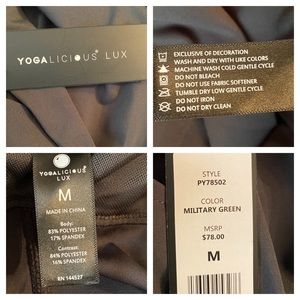 YOGALICIOUS® LUX
EXCLUSIVE OF DECORATION
WASH AND DRY WITH LIKE COLORS
MACHINE WASH COLD GENTLE CYCLE
DO NOT BLEACH
DO NOT USE FABRIC SOFTENER
TUMBLE DRY LOW GENTLE CYCLE
DO NOT IRON
DO NOT DRY CLEAN
YOGALICIOUS®
LUX
M
MADE IN CHINA
Body:
83% POLYESTER
17% SPANDEX
Contrast:
84% POLYESTER
16% SPANDEX
RN 144527
STYLE
PY78502
COLOR
MILITARY GREEN
MSRP
$78.00
M